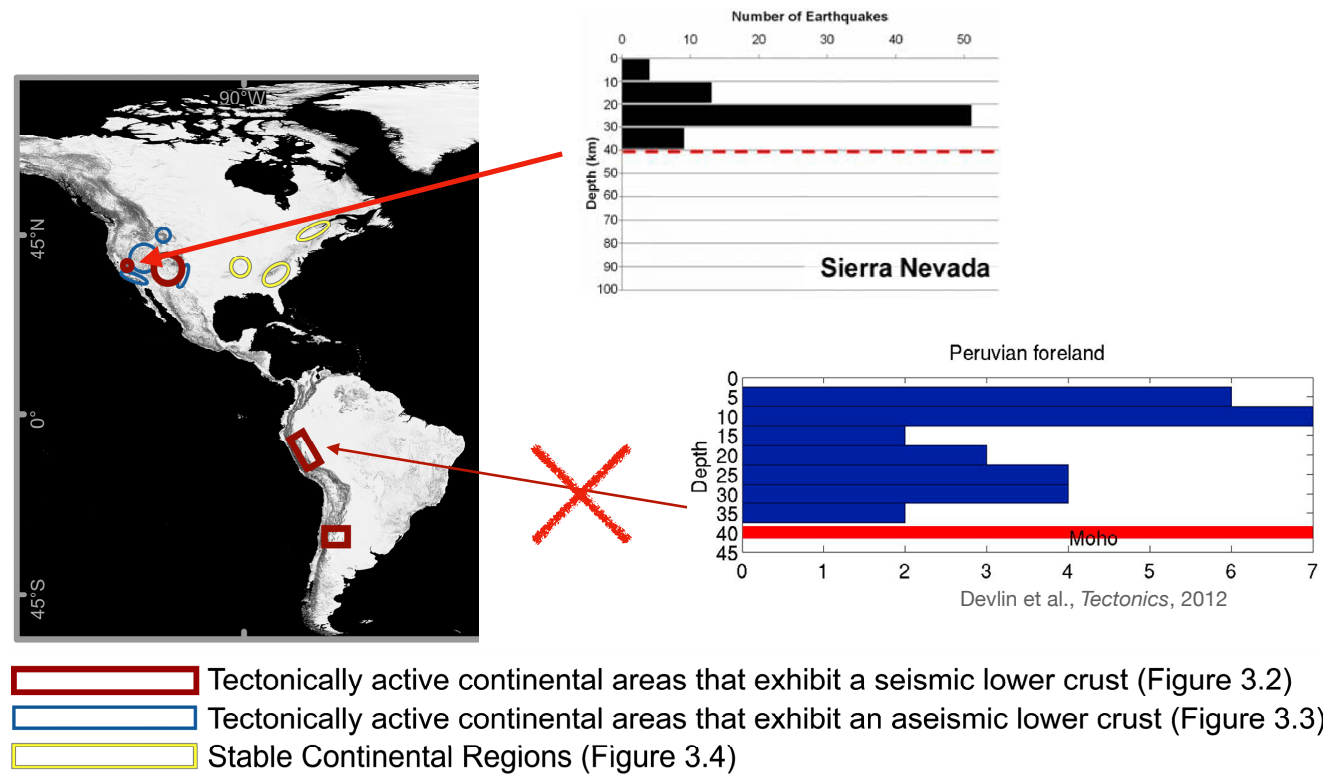 Number of Earthquakes
0 10 20 30 40 50
0
10
20
30
40
50
60
70
80
90
100
Depth (km)
Sierra Nevada
90°W
45°N
0°
45°S
Peruvian foreland
0
5
10
15
20
25
30
35
40
45
Depth
Moho
0 1 2 3 4 5 6 7
Devlin et al., Tectonics, 2012
Tectonically active continental areas that exhibit a seismic lower crust (Figure 3.2)
Tectonically active continental areas that exhibit an aseismic lower crust (Figure 3.3)
Stable Continental Regions (Figure 3.4)